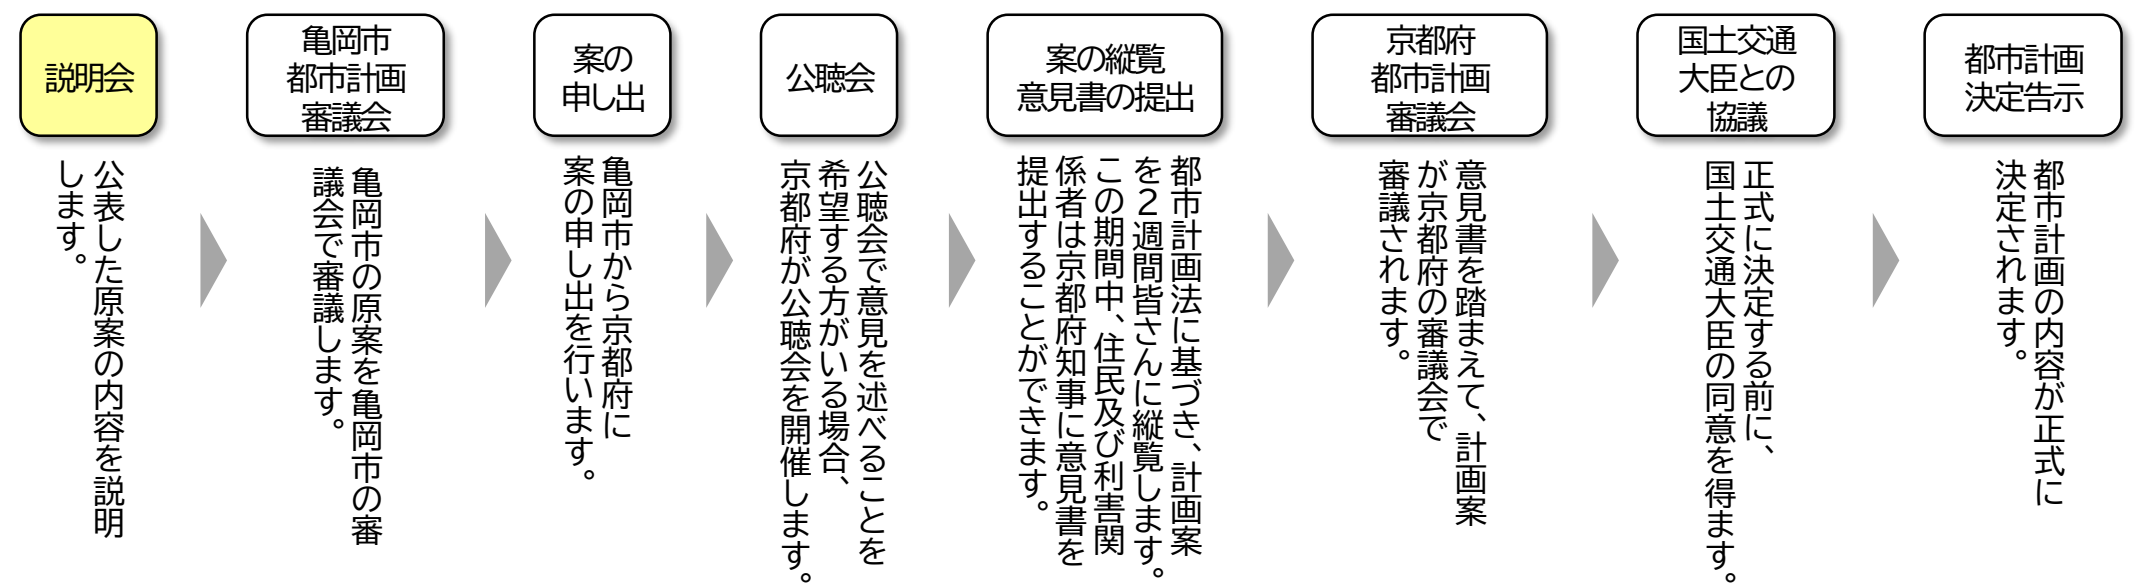 説明会
公表した原案の内容を説明
します。
亀岡市
都市計画
審議会
亀岡市の原案を亀岡市の審
議会で審議します。
案の
申し出
亀岡市から京都府に
案の申し出を行います。
公聴会
公聴会で意見を述べることを
希望する方がいる場合、
京都府が公聴会を開催します。
案の縦覧
意見書の提出
都市計画法に基づき、計画案
を２週間皆さんに縦覧します。
この期間中、住民及び利害関
係者は京都府知事に意見書を
提出することができます。
京都府
都市計画
審議会
意見書を踏まえて、計画案
が京都府の審議会で
審議されます。
国土交通
大臣との
協議
正式に決定する前に、
国土交通大臣の同意を得ます。
都市計画
決定告示
都市計画の内容が正式に
決定されます。